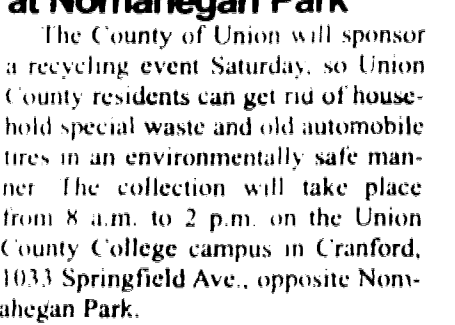 at Nomahegan Park
The County of Union will sponsor
a recycling event Saturday, so Union
County residents can get rid of house-
hold special waste and old automobile
tires in an environmentally safe man-
ner. The collection will take place
from 8 a.m. to 2 p.m. on the Union
County College campus in Cranford,
1033 Springfield Ave., opposite Nom-
ahegan Park.